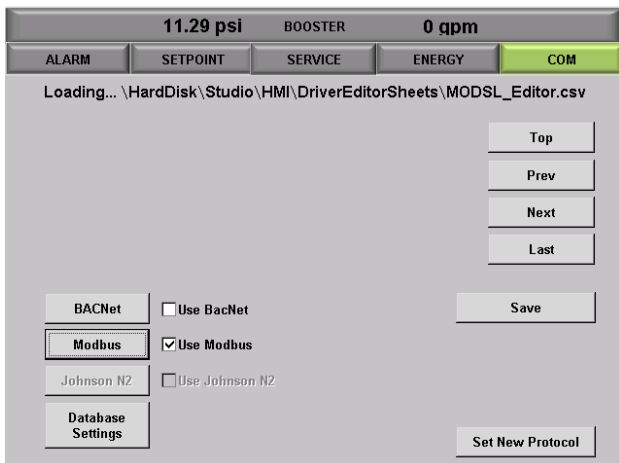 11.29 psi BOOSTER 0 gpm
ALARM SETPOINT SERVICE ENERGY COM
Loading... \HardDisk\Studio\HMI\DriverEditorSheets\MODSL_Editor.csv
Top
Prev
Next
Last
BACNet Use BacNet Save
Modbus Use Modbus
Johnson N2 Use Johnson N2
Database
Settings
Set New Protocol